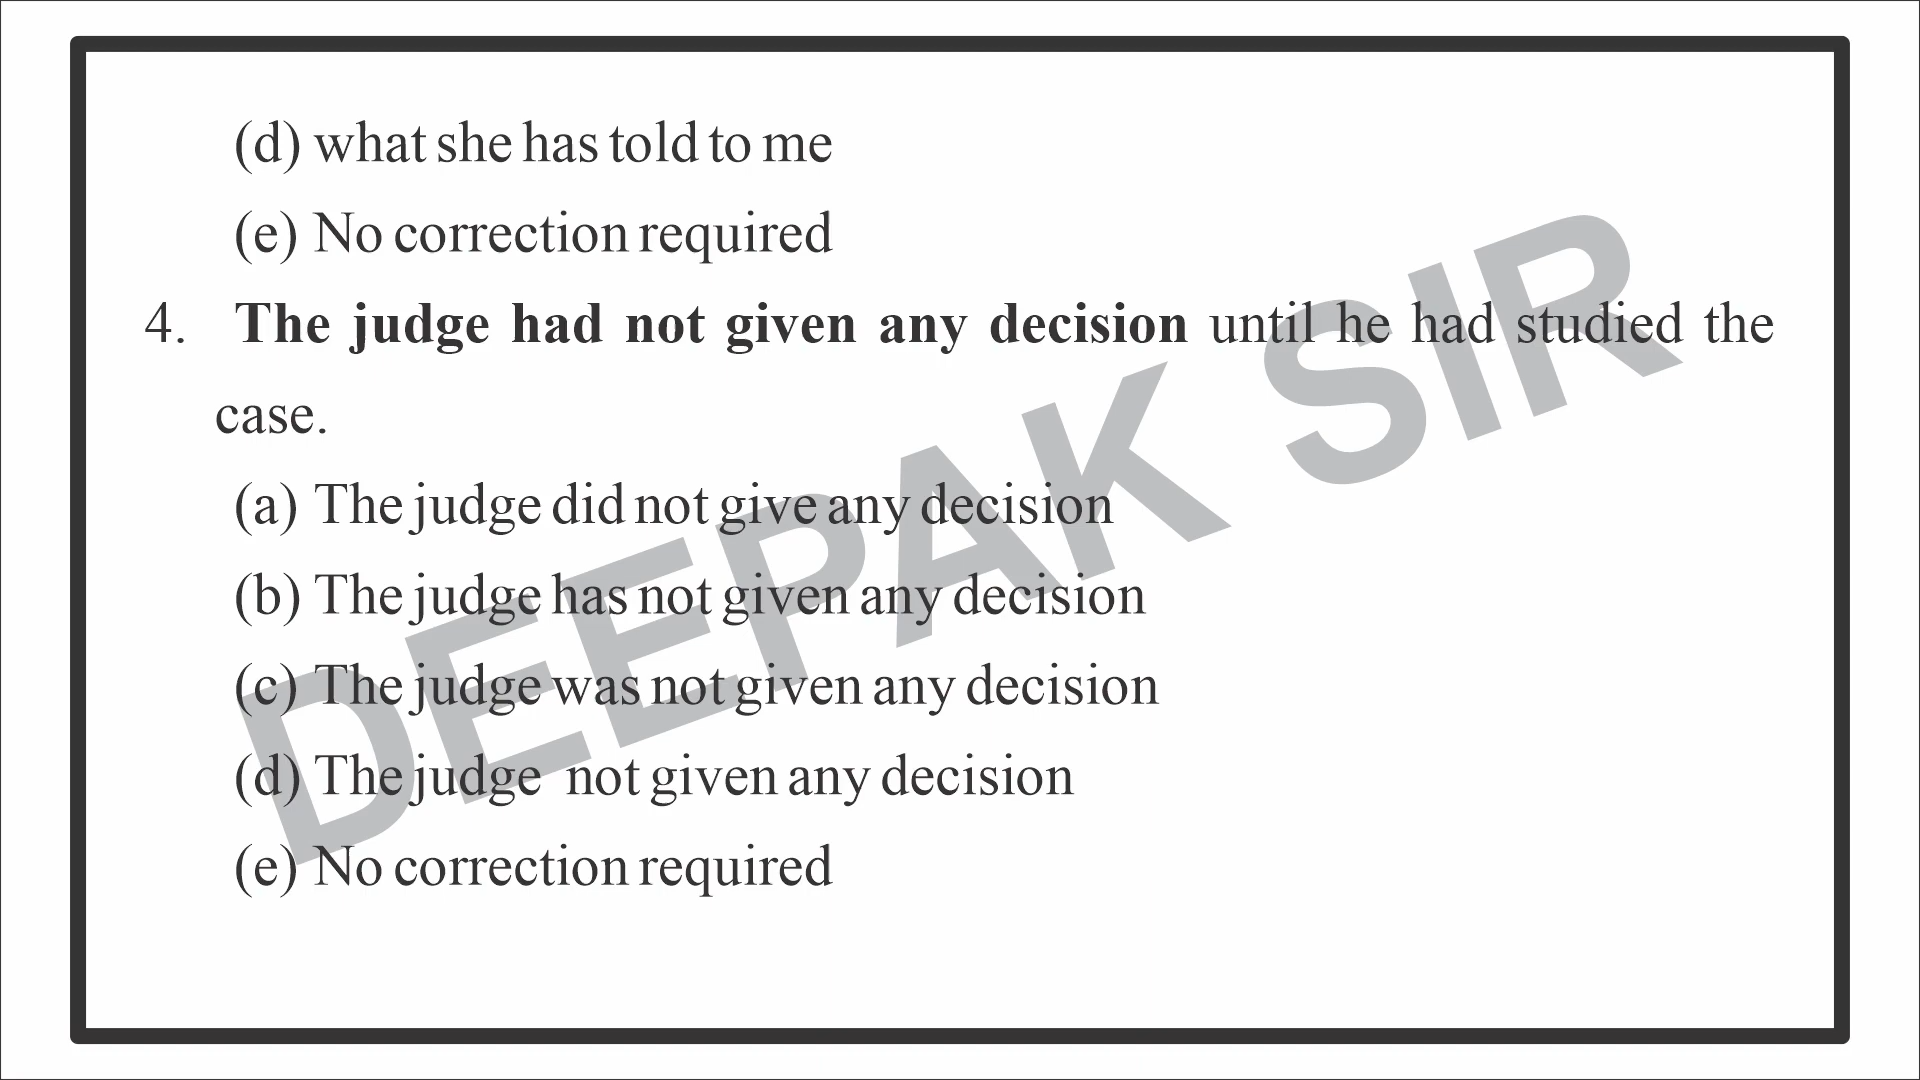 (d) what she has told to me
(e) No correction required
4. The judge had not given any decision until he had studied the
case.
(a) The judge did not give any decision
(b) The judge has not given any decision
(c) The judge was not given any decision
(d) The judge not given any decision
(e) No correction required
DEEPAK SIR